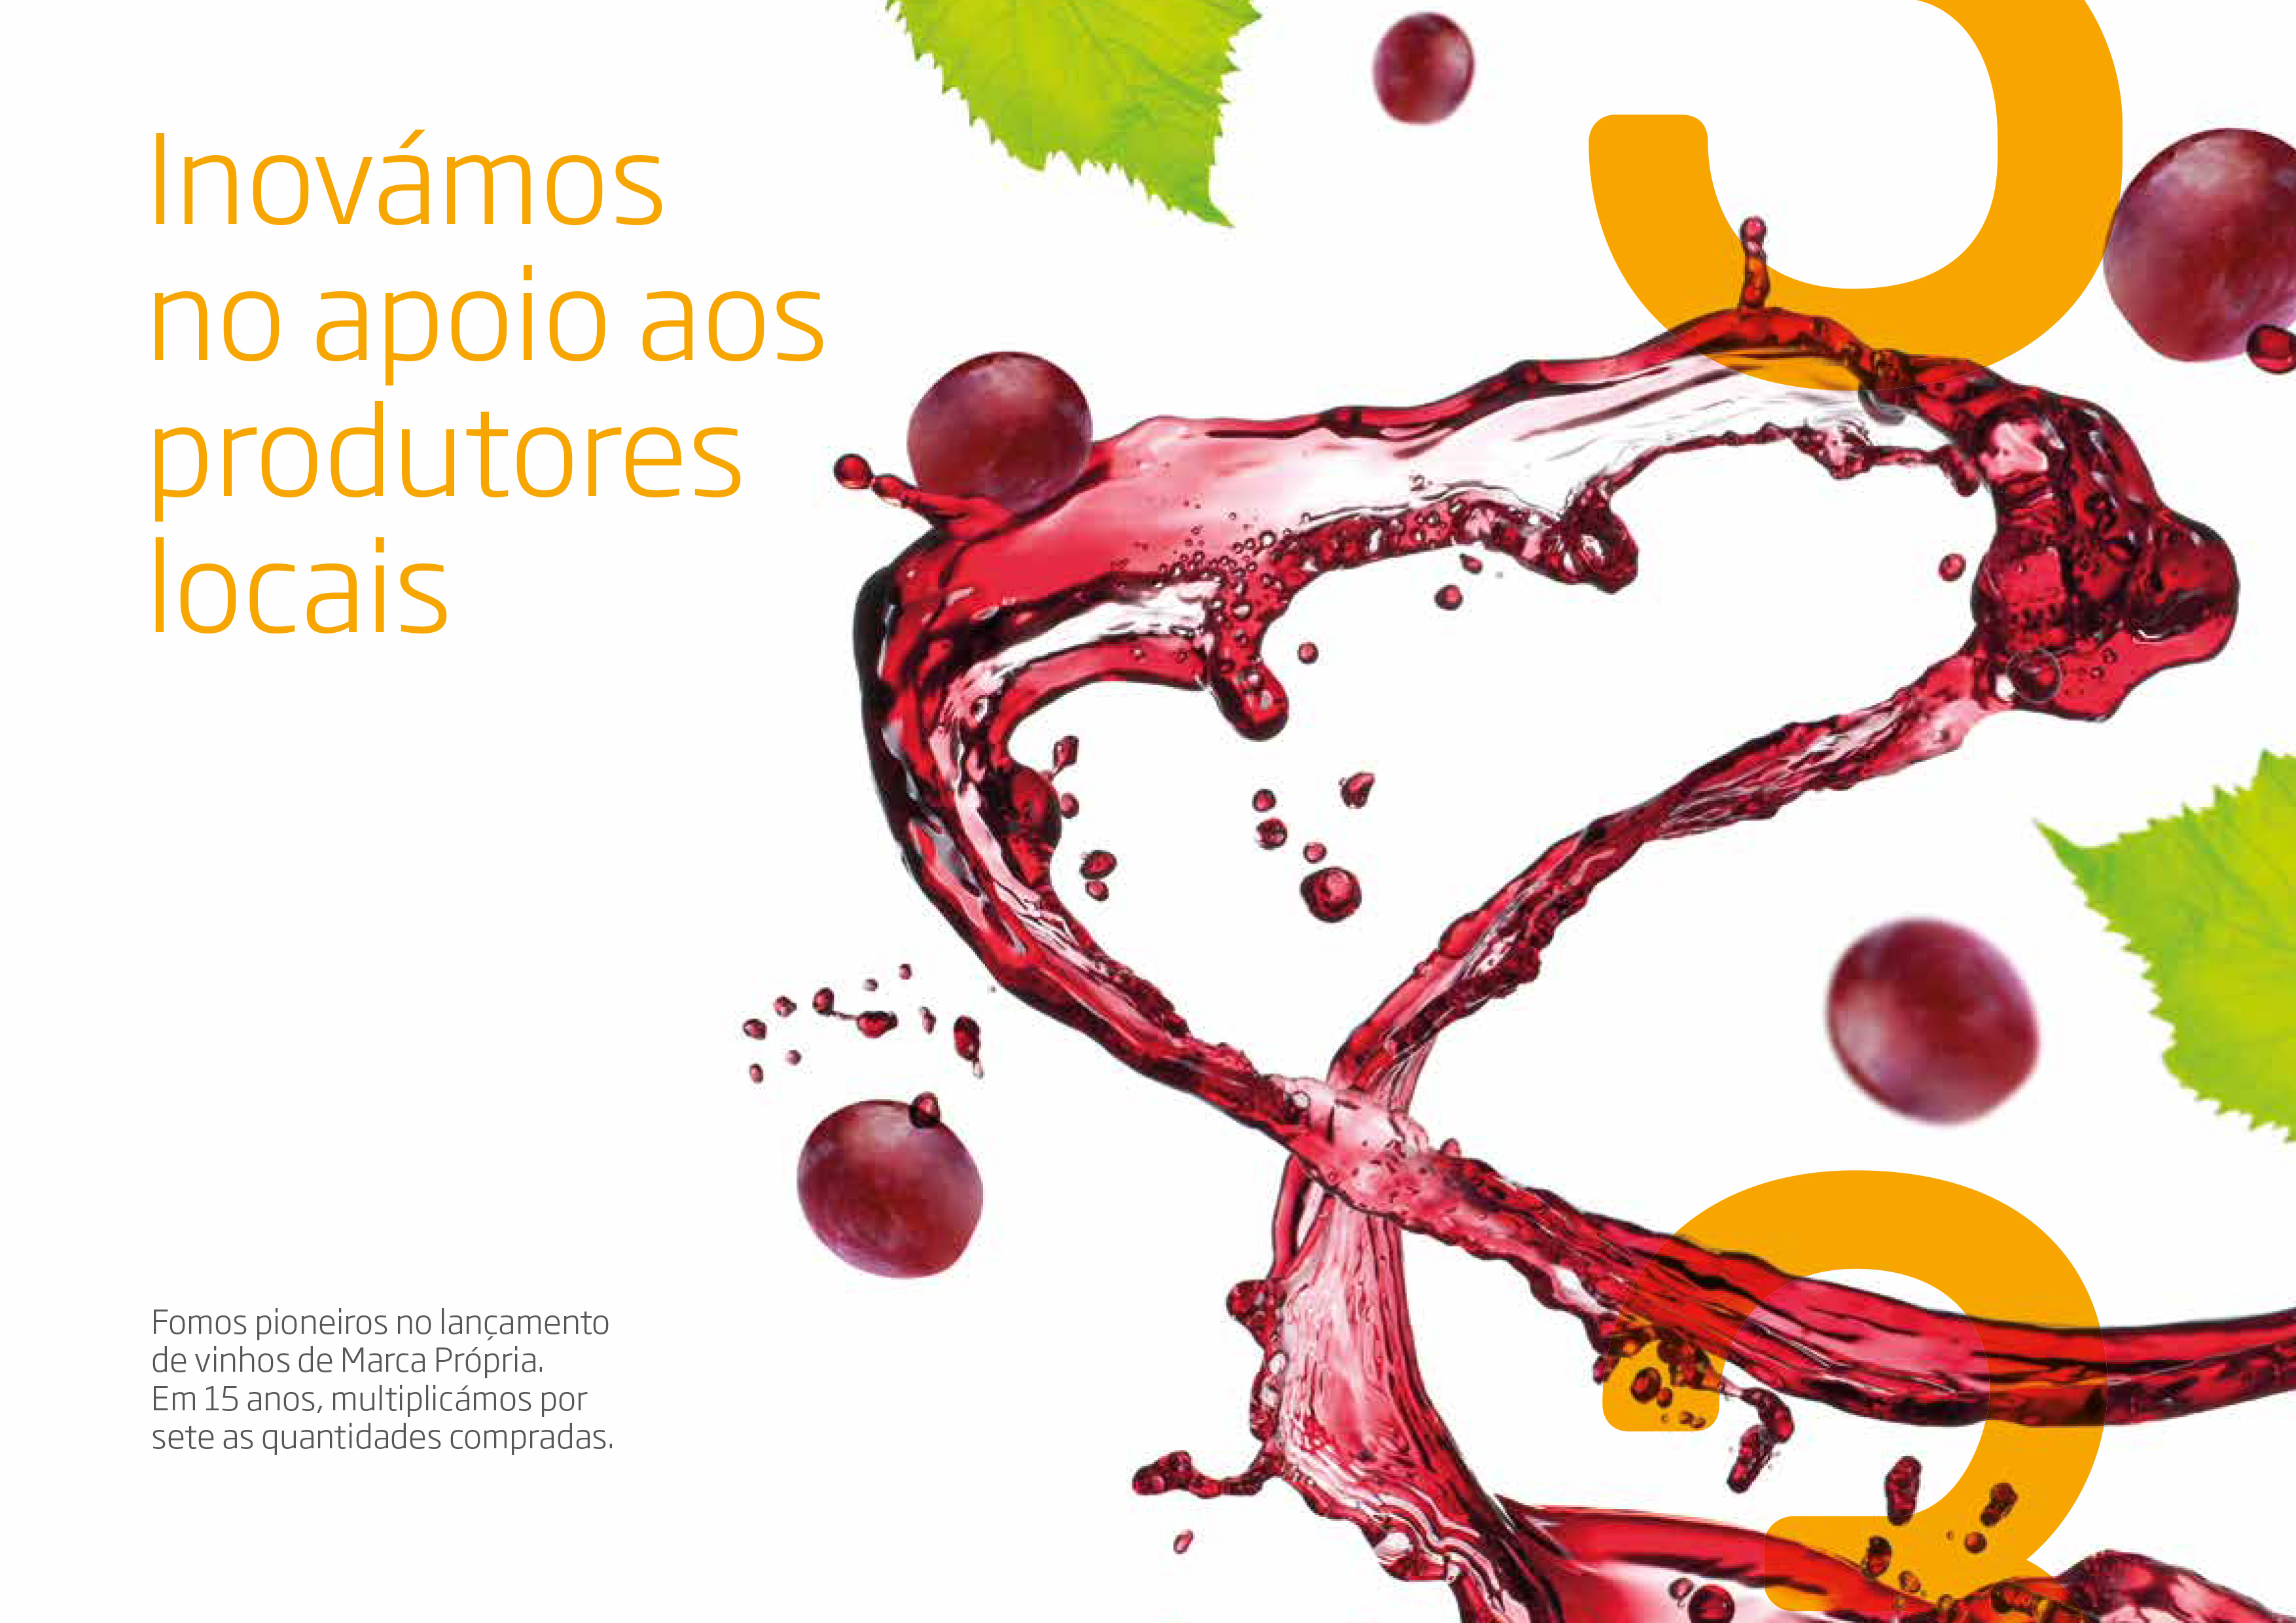 Inovámos
no apoio aos
produtores
locais
Fomos pioneiros no lançamento
de vinhos de Marca Própria.
Em 15 anos, multiplicámos por
sete as quantidades compradas.